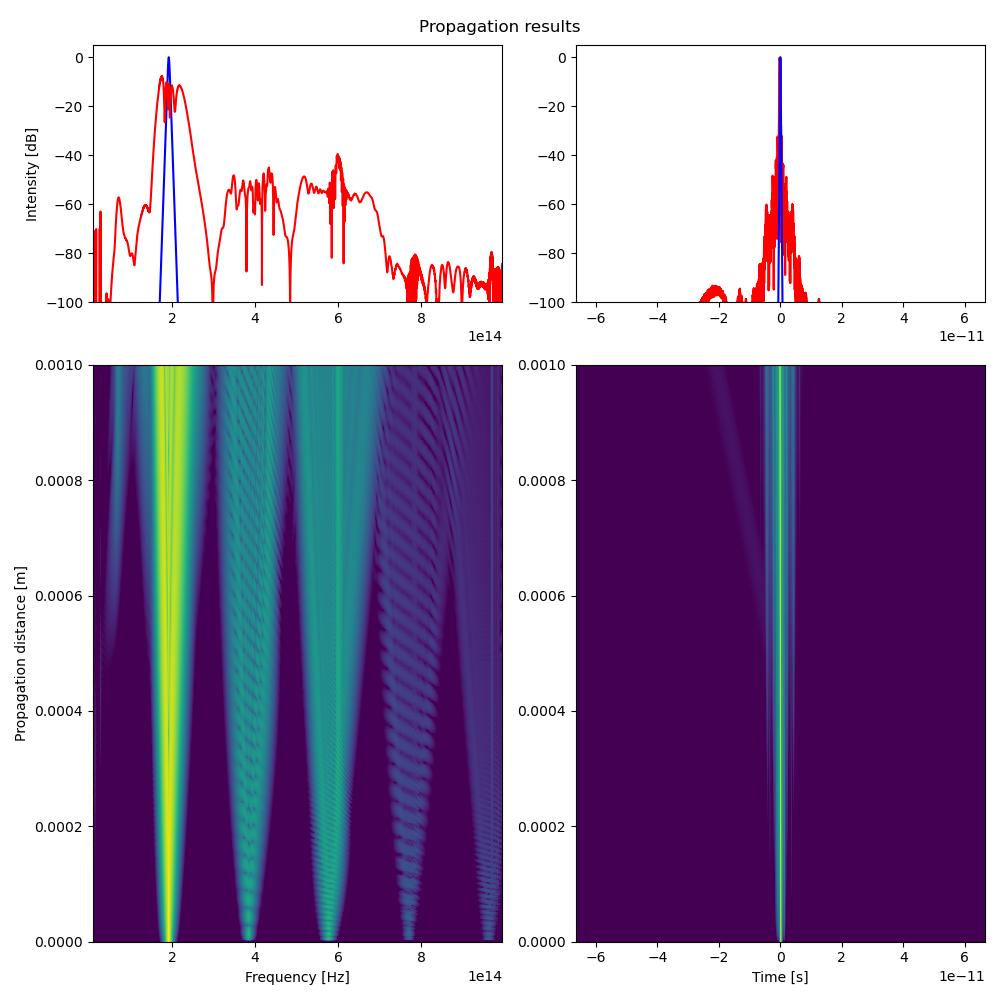 Propagation results
Intensity [dB]
0
−20
−40
−60
−80
−100
2 4 6 8
1e14
0
−20
−40
−60
−80
−100
−6 −4 −2 0 2 4 6
1e−11
Propagation distance [m]
0.0010
0.0008
0.0006
0.0004
0.0002
0.0000
2 4 6 8
1e14
Frequency [Hz]
0.0010
0.0008
0.0006
0.0004
0.0002
0.0000
−6 −4 −2 0 2 4 6
1e−11
Time [s]